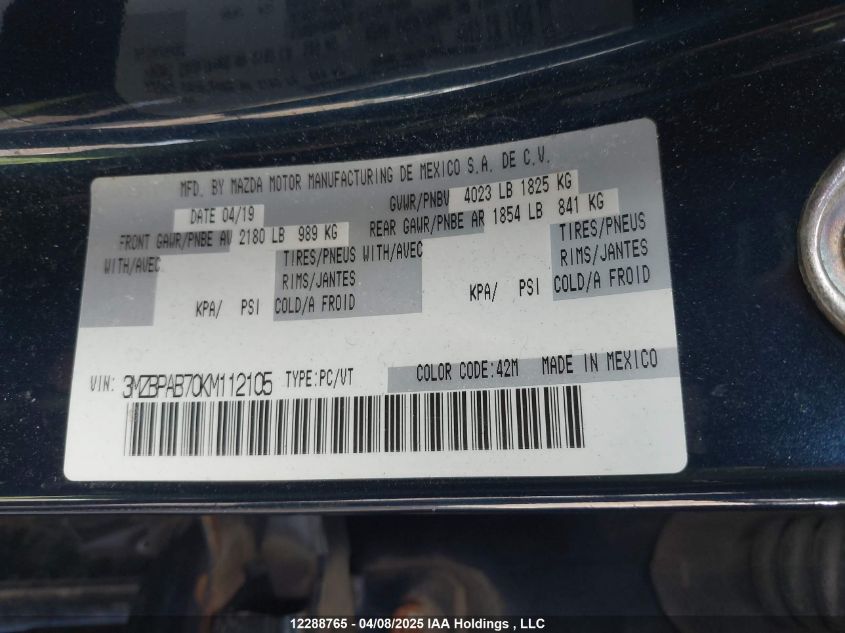 MFD. BY MAZDA MOTOR MANUFACTURING DE MEXICO S.A. DE C.V.
DATE 04/19 GVWR/PNBV 4023 LB 1825 KG
FRONT GAWR/PNBE AV 2180 LB 989 KG REAR GAWR/PNBE AR 1854 LB 841 KG
WITH/AVEC TIRES/PNEUS WITH/AVEC TIRES/PNEUS
RIMS/JANTES RIMS/JANTES
KPA/ PSI COLD/A FROID KPA/ PSI COLD/A FROID
VIN: 3MZBPAB70KM112105 TYPE:PC/VT COLOR CODE:42M MADE IN MEXICO
12288765 - 04/08/2025 IAA Holdings , LLC